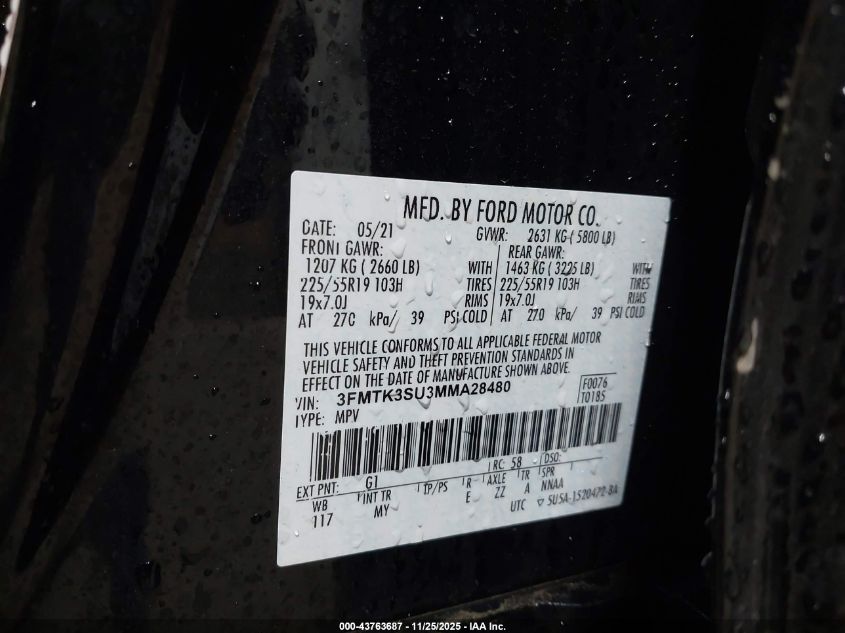 MFD. BY FORD MOTOR CO.
DATE: 05/21 GVWR: 2631 KG ( 5800 LB)
FRONT GAWR: REAR GAWR:
1207 KG ( 2660 LB) WITH 1463 KG ( 3225 LB) WITH
225/55R19 103H TIRES 225/55R19 103H TIRES
19x7.0J RIMS 19x7.0J RIMS
AT 270 kPa/ 39 PSI COLD AT 270 kPa/ 39 PSI COLD
THIS VEHICLE CONFORMS TO ALL APPLICABLE FEDERAL MOTOR
VEHICLE SAFETY AND THEFT PREVENTION STANDARDS IN
EFFECT ON THE DATE OF MANUFACTURE SHOWN ABOVE.
VIN: 3FMTK3SU3MMA28480 F0076
TYPE: MPV T0185
EXT PNT: G1 RC: 58 DSO:
WB INT TR TP/PS R AXLE TR SPR
117 MY E ZZ A NNAA
UTC ▽ SU5A-1520472-BA
000-43763687 - 11/25/2025 - IAA Inc.